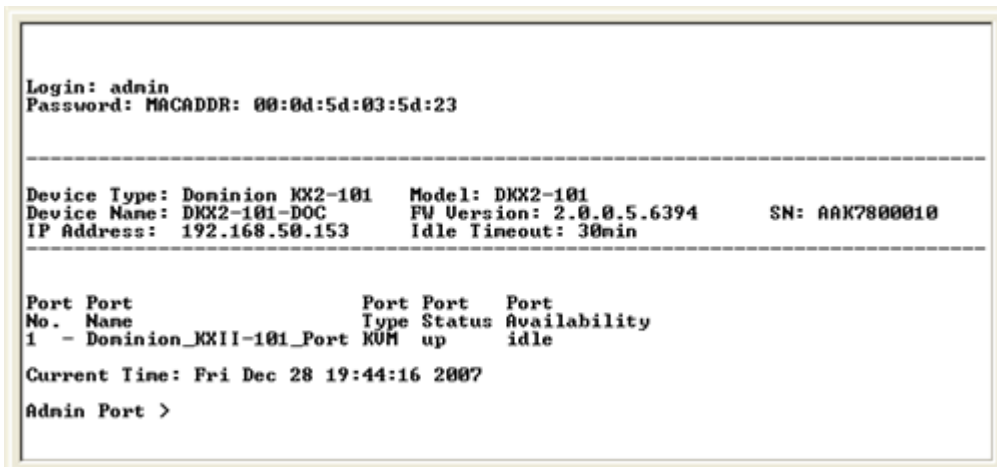 Login: admin
Password: MACADDR: 00:0d:5d:03:5d:23
--------------------------------------------------------------------------------
Device Type: Dominion KX2-101 Model: DKX2-101
Device Name: DKX2-101-DOC FW Version: 2.0.0.5.6394 SN: AAK7800010
IP Address: 192.168.50.153 Idle Timeout: 30min
--------------------------------------------------------------------------------
Port Port Port Port Port
No. Name Type Status Availability
1 - Dominion_KXII-101_Port KVM up idle
Current Time: Fri Dec 28 19:44:16 2007
Admin Port >